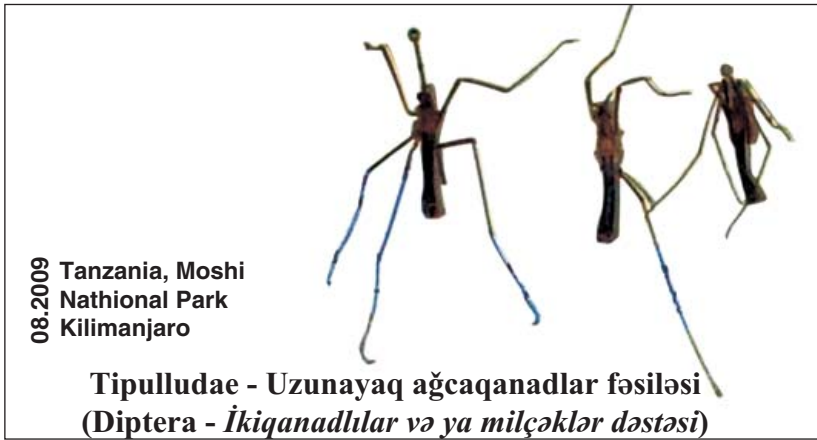 08.2009
Tanzania, Moshi
Nathional Park
Kilimanjaro
Tipulludae - Uzunayaq ağcaqanadlar fəsiləsi
(Diptera - İkiqanadlılar və ya milçəklər dəstəsi)